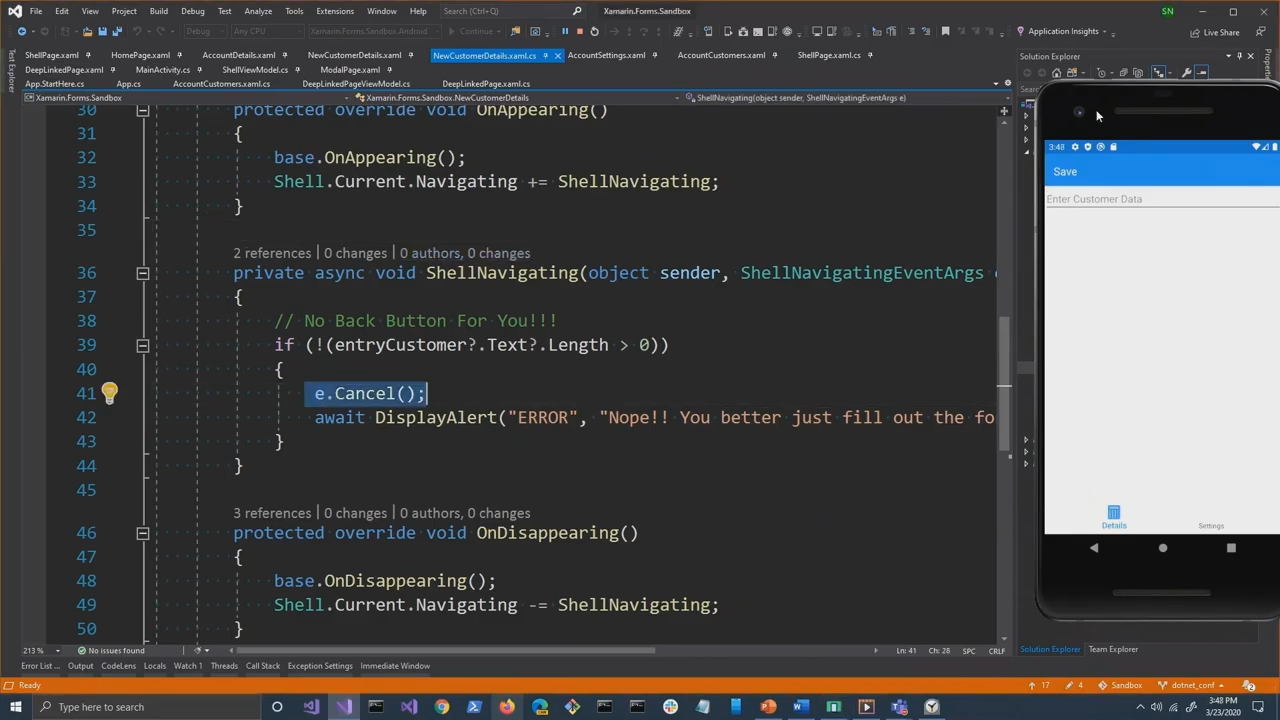 File Edit View Project Build Debug Test Analyze Tools Extensions Window Help Search (Ctrl+Q) Xamarin.Forms.Sandbox SN
Debug Any CPU Xamarin.Forms.Sandbox.Android Continue Application Insights Live Share
ShellPage.xaml HomePage.xaml AccountDetails.xaml NewCustomerDetails.xaml NewCustomerDetails.xaml.cs AccountSettings.xaml AccountCustomers.xaml ShellPage.xaml.cs
DeepLinkedPage.xaml MainActivity.cs ShellViewModel.cs ModalPage.xaml
App.StartHere.cs App.cs AccountCustomers.xaml.cs DeepLinkedPageViewModel.cs DeepLinkedPage.xaml.cs
Xamarin.Forms.Sandbox Xamarin.Forms.Sandbox.NewCustomerDetails ShellNavigating(object sender, ShellNavigatingEventArgs e)
Test Explorer
Solution Explorer
30 protected override void OnAppearing()
31 {
32 base.OnAppearing();
33 Shell.Current.Navigating += ShellNavigating;
34 }
35
2 references | 0 changes | 0 authors, 0 changes
36 private async void ShellNavigating(object sender, ShellNavigatingEventArgs
37 {
38 // No Back Button For You!!!
39 if (!(entryCustomer?.Text?.Length > 0))
40 {
41 e.Cancel();
42 await DisplayAlert("ERROR", "Nope!! You better just fill out the fo
43 }
44 }
45
3 references | 0 changes | 0 authors, 0 changes
46 protected override void OnDisappearing()
47 {
48 base.OnDisappearing();
49 Shell.Current.Navigating -= ShellNavigating;
50 }
3:48
Save
Enter Customer Data
Details Settings
213 % No issues found Ln: 41 Ch: 28 SPC CRLF
Solution Explorer Team Explorer
Error List ... Output CodeLens Locals Watch 1 Threads Call Stack Exception Settings Immediate Window
Ready 17 4 Sandbox dotnet_conf 2
Type here to search
3:48 PM
3/23/2020